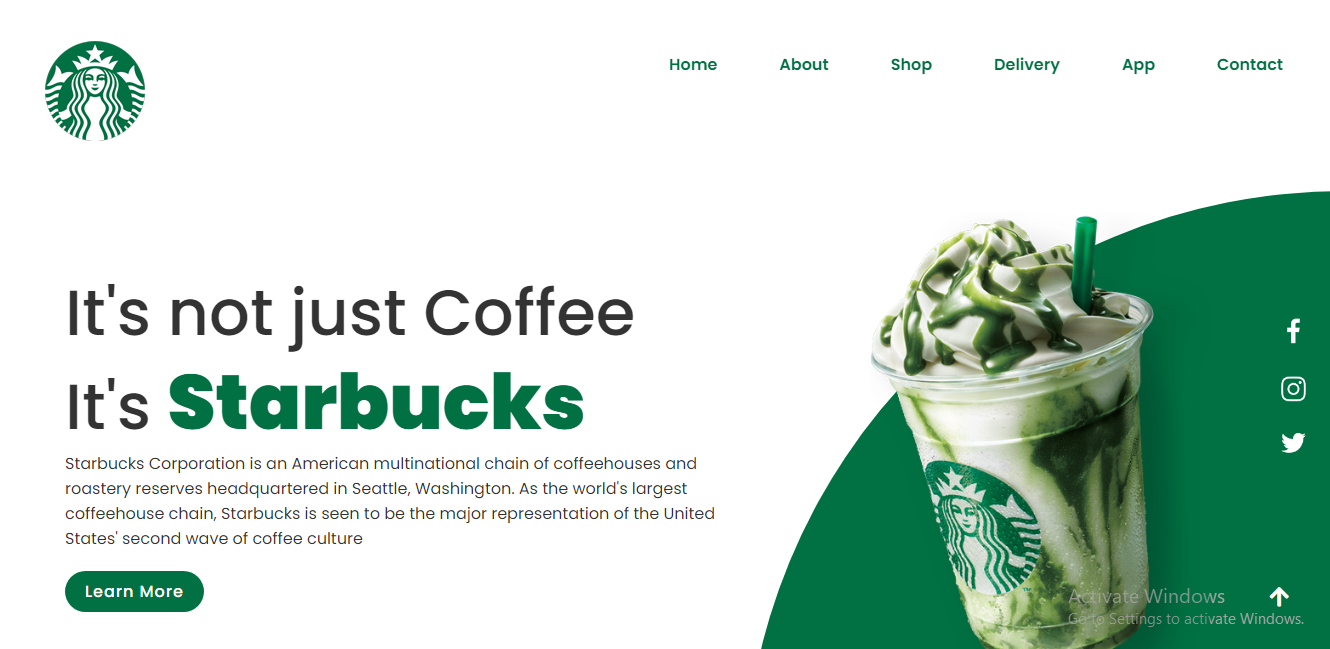 Home About Shop Delivery App Contact
It's not just Coffee
It's Starbucks
Starbucks Corporation is an American multinational chain of coffeehouses and
roastery reserves headquartered in Seattle, Washington. As the world's largest
coffeehouse chain, Starbucks is seen to be the major representation of the United
States' second wave of coffee culture
Learn More
Activate Windows
Go to Settings to activate Windows.
TM